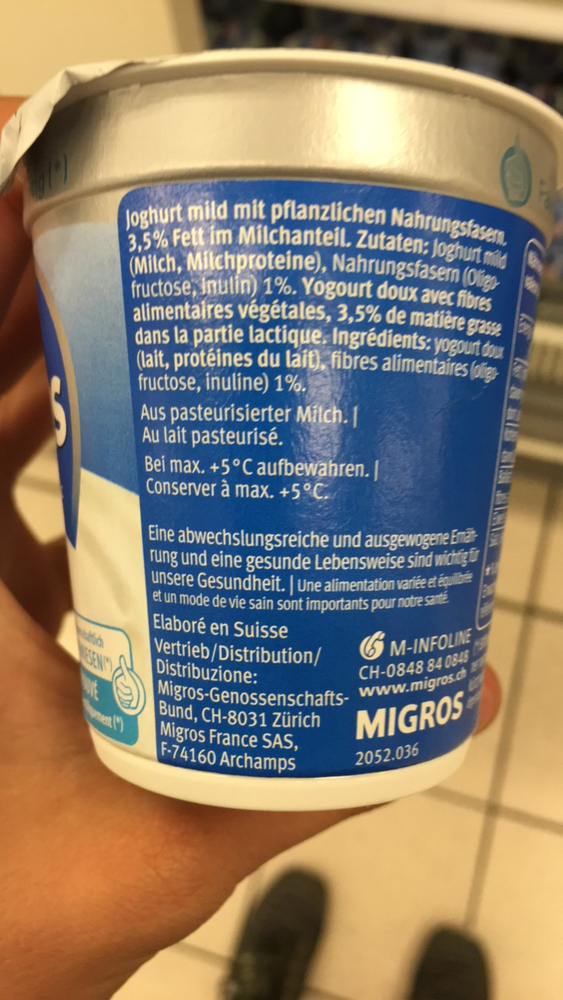 Joghurt mild mit pflanzlichen Nahrungsfasern.
3,5% Fett im Milchanteil. Zutaten: Joghurt mild
(Milch, Milchproteine), Nahrungsfasern (Oligo-
fructose, Inulin) 1%. Yogourt doux avec fibres
alimentaires végétales, 3,5% de matière grasse
dans la partie lactique. Ingrédients: yogourt doux
(lait, protéines du lait), fibres alimentaires (oligo-
fructose, inuline) 1%.
Aus pasteurisierter Milch. |
Au lait pasteurisé.
Bei max. +5°C aufbewahren. |
Conserver à max. +5°C.
Eine abwechslungsreiche und ausgewogene Ernäh-
rung und eine gesunde Lebensweise sind wichtig für
unsere Gesundheit. | Une alimentation variée et équilibrée
et un mode de vie sain sont importants pour notre santé.
Elaboré en Suisse
Vertrieb/Distribution/
Distribuzione:
Migros-Genossenschafts-
Bund, CH-8031 Zürich
Migros France SAS,
F-74160 Archamps
M-INFOLINE
CH-0848 84 0848
www.migros.ch
MIGROS
2052.036